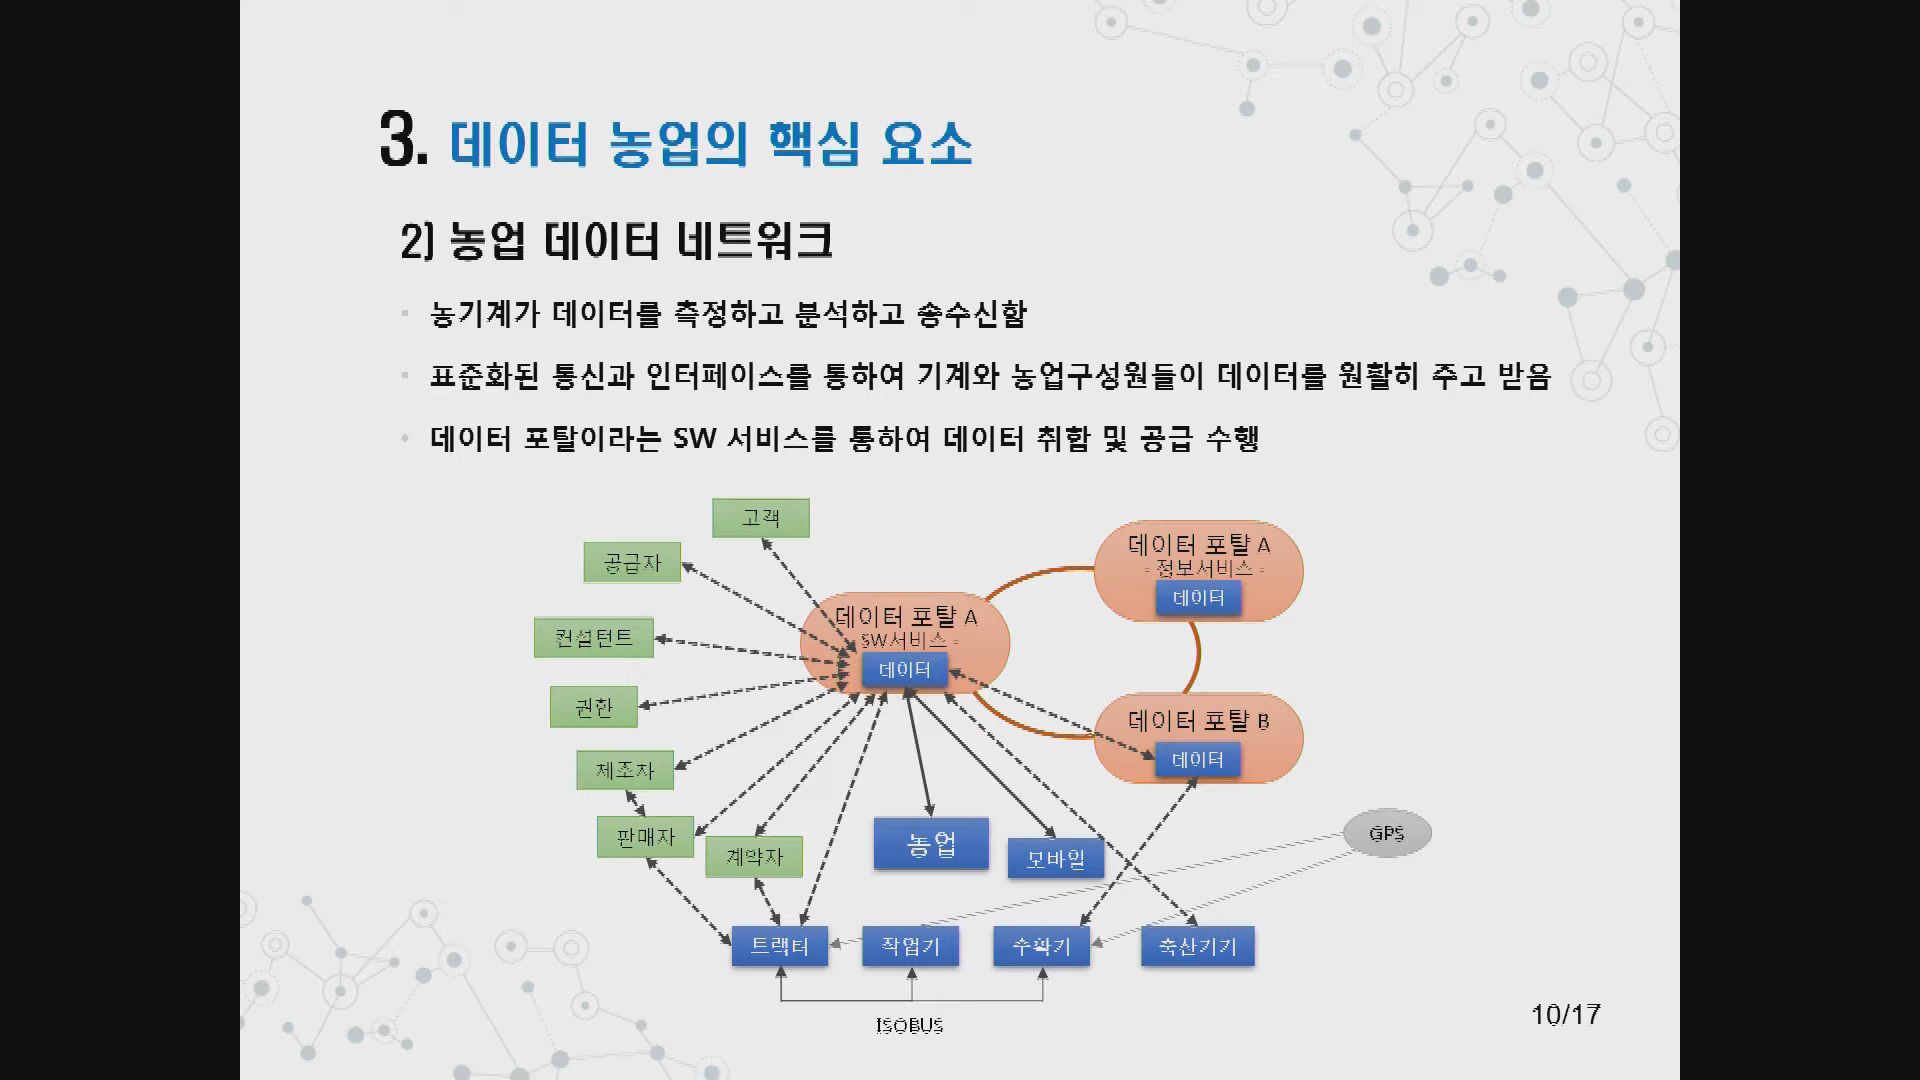 3. 데이터 농업의 핵심 요소
2) 농업 데이터 네트워크
농기계가 데이터를 측정하고 분석하고 송수신함
표준화된 통신과 인터페이스를 통하여 기계와 농업구성원들이 데이터를 원활히 주고 받음
데이터 포탈이라는 SW 서비스를 통하여 데이터 취합 및 공급 수행
고객
공급자
컨설턴트
권한
제조자
판매자
계약자
데이터 포탈 A
- SW서비스 -
데이터
데이터 포탈 A
- 정보서비스 -
데이터
데이터 포탈 B
데이터
농업
모바일
GPS
트랙터
작업기
수확기
축산기기
ISOBUS
10/17